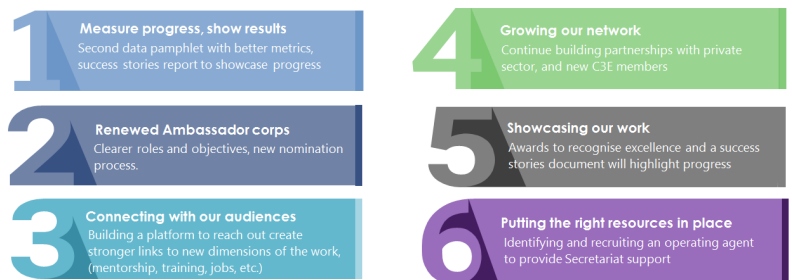 1
Measure progress, show results
Second data pamphlet with better metrics,
success stories report to showcase progress
2
Renewed Ambassador corps
Clearer roles and objectives, new nomination
process.
3
Connecting with our audiences
Building a platform to reach out create
stronger links to new dimensions of the work,
(mentorship, training, jobs, etc.)
4
Growing our network
Continue building partnerships with private
sector, and new C3E members
5
Showcasing our work
Awards to recognise excellence and a success
stories document will highlight progress
6
Putting the right resources in place
Identifying and recruiting an operating agent
to provide Secretariat support